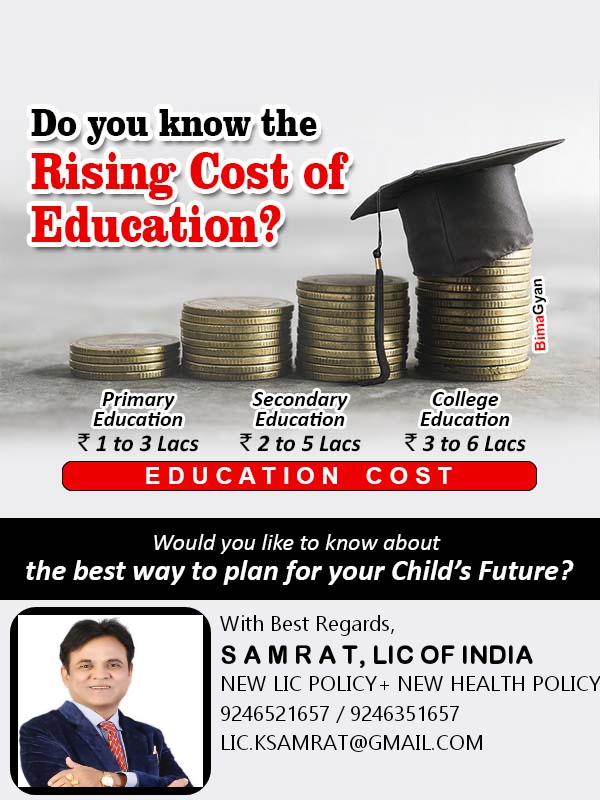 Do you know the
Rising Cost of
Education?
BimaGyan
Primary
Education
₹ 1 to 3 Lacs
Secondary
Education
₹ 2 to 5 Lacs
College
Education
₹ 3 to 6 Lacs
EDUCATION COST
Would you like to know about
the best way to plan for your Child's Future?
With Best Regards,
S A M R A T, LIC OF INDIA
NEW LIC POLICY+ NEW HEALTH POLICY
9246521657 / 9246351657
LIC.KSAMRAT@GMAIL.COM